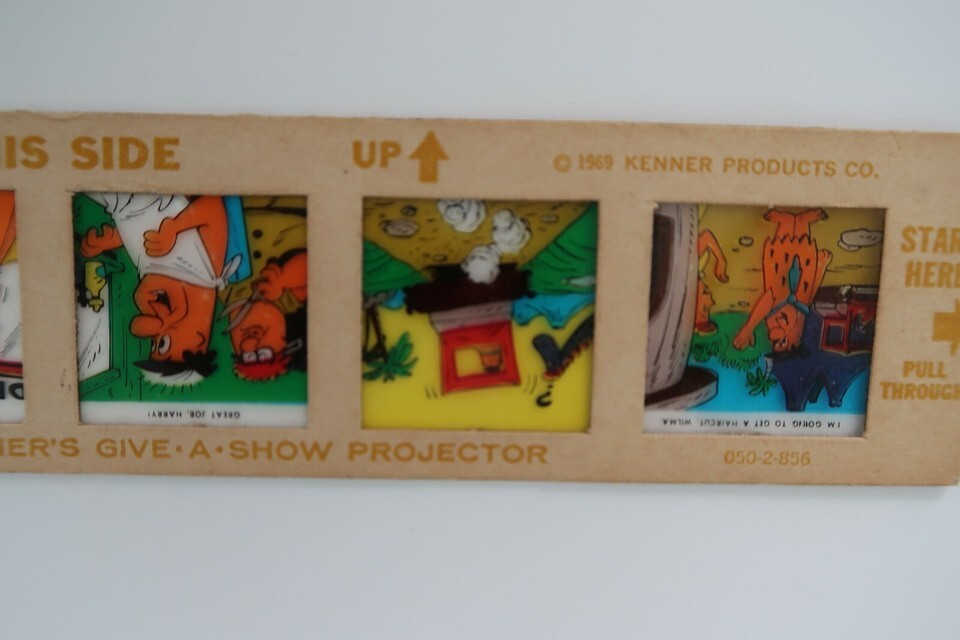 IS SIDE
UP
© 1969 KENNER PRODUCTS CO.
STAR
HERE
PULL
THROUGH
GREAT JOB, HARRY!
I'M GOING TO GET A HAIRCUT, WILMA.
ER'S GIVE·A·SHOW PROJECTOR
050-2-856